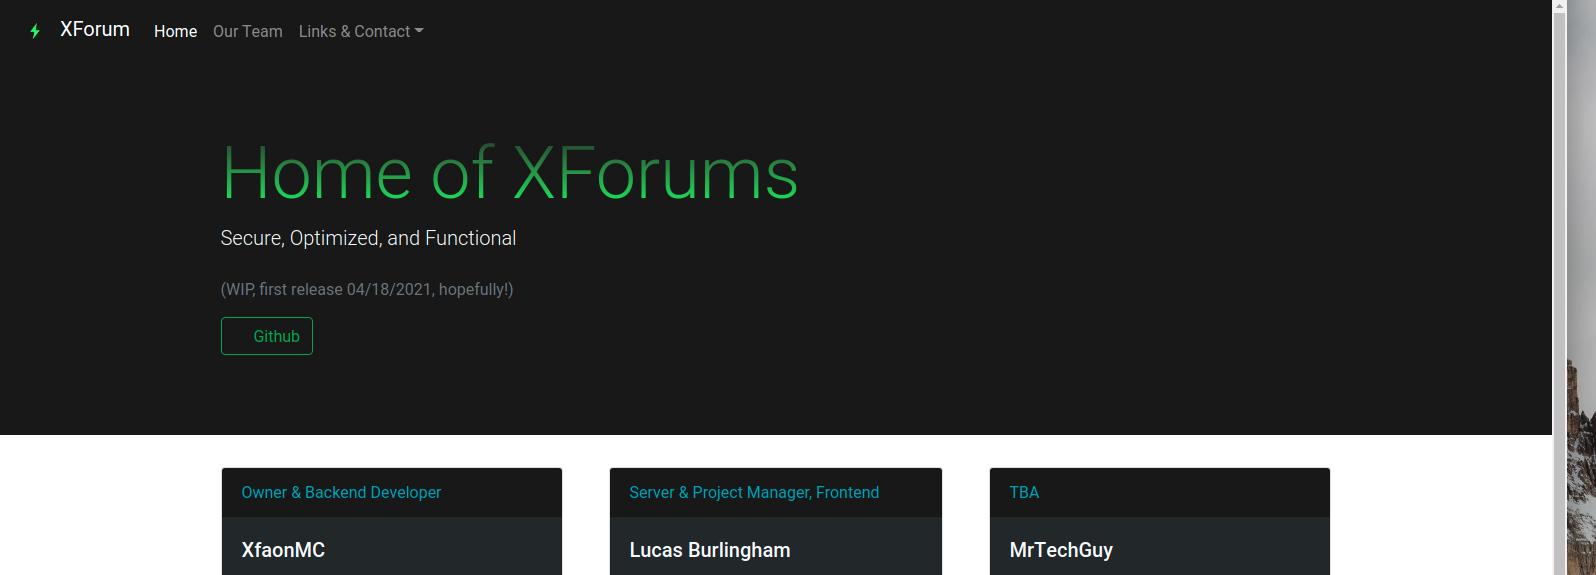 XForum Home Our Team Links & Contact
Home of XForums
Secure, Optimized, and Functional
(WIP, first release 04/18/2021, hopefully!)
Github
Owner & Backend Developer
XfaonMC
Server & Project Manager, Frontend
Lucas Burlingham
TBA
MrTechGuy